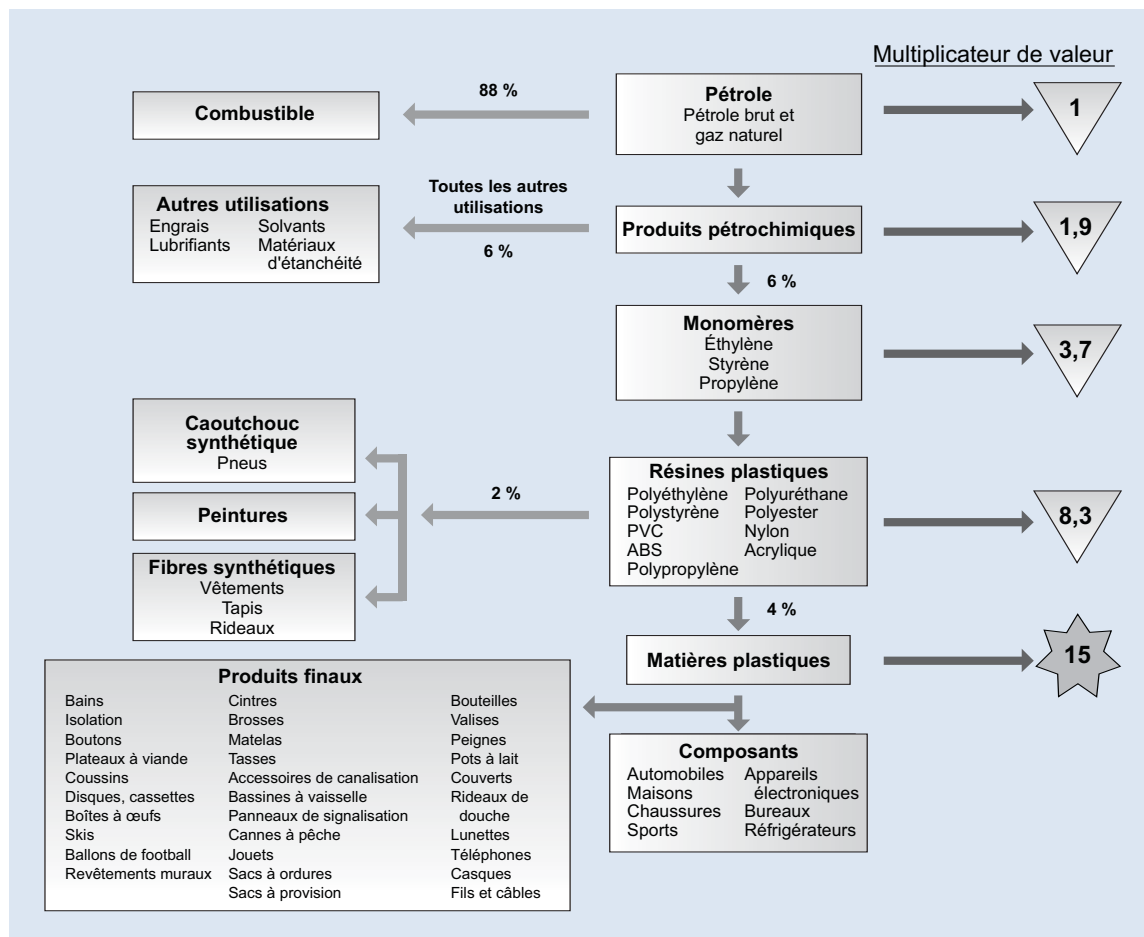 Multiplicateur de valeur
88 %
Combustible
Pétrole
Pétrole brut et
gaz naturel
1
Toutes les autres
utilisations
6 %
Autres utilisations
Engrais
Lubrifiants
Solvants
Matériaux
d'étanchéité
Produits pétrochimiques
1,9
6 %
Monomères
Éthylène
Styrène
Propylène
3,7
Caoutchouc
synthétique
Pneus
Peintures
Fibres synthétiques
Vêtements
Tapis
Rideaux
2 %
Résines plastiques
Polyéthylène
Polystyrène
PVC
ABS
Polypropylène
Polyuréthane
Polyester
Nylon
Acrylique
8,3
4 %
Matières plastiques
15
Produits finaux
Bains
Isolation
Boutons
Plateaux à viande
Coussins
Disques, cassettes
Boîtes à œufs
Skis
Ballons de football
Revêtements muraux
Cintres
Brosses
Matelas
Tasses
Accessoires de canalisation
Bassines à vaisselle
Panneaux de signalisation
Cannes à pêche
Jouets
Sacs à ordures
Sacs à provision
Bouteilles
Valises
Peignes
Pots à lait
Couverts
Rideaux de
douche
Lunettes
Téléphones
Casques
Fils et câbles
Composants
Automobiles
Maisons
Chaussures
Sports
Appareils
électroniques
Bureaux
Réfrigérateurs